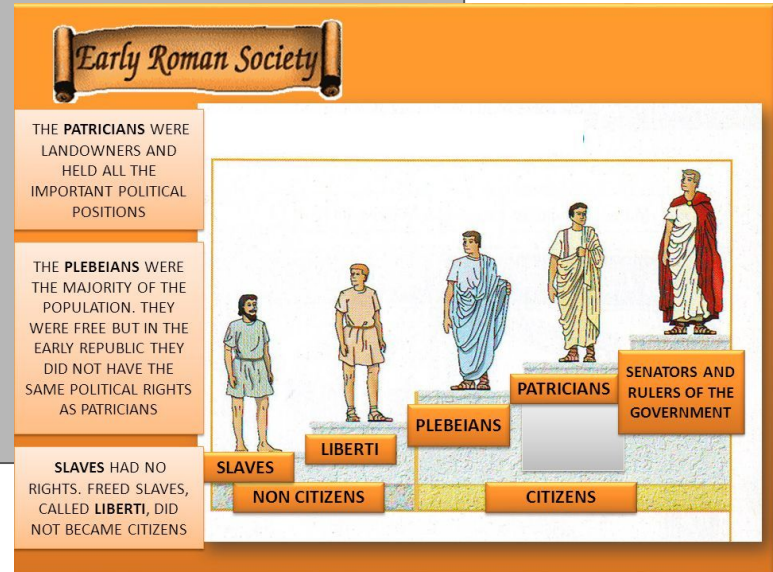 Early Roman Society
THE PATRICIANS WERE
LANDOWNERS AND
HELD ALL THE
IMPORTANT POLITICAL
POSITIONS
THE PLEBEIANS WERE
THE MAJORITY OF THE
POPULATION. THEY
WERE FREE BUT IN THE
EARLY REPUBLIC THEY
DID NOT HAVE THE
SAME POLITICAL RIGHTS
AS PATRICIANS
SLAVES HAD NO
RIGHTS. FREED SLAVES,
CALLED LIBERTI, DID
NOT BECAME CITIZENS
SLAVES
LIBERTI
PLEBEIANS
PATRICIANS
SENATORS AND
RULERS OF THE
GOVERNMENT
NON CITIZENS
CITIZENS